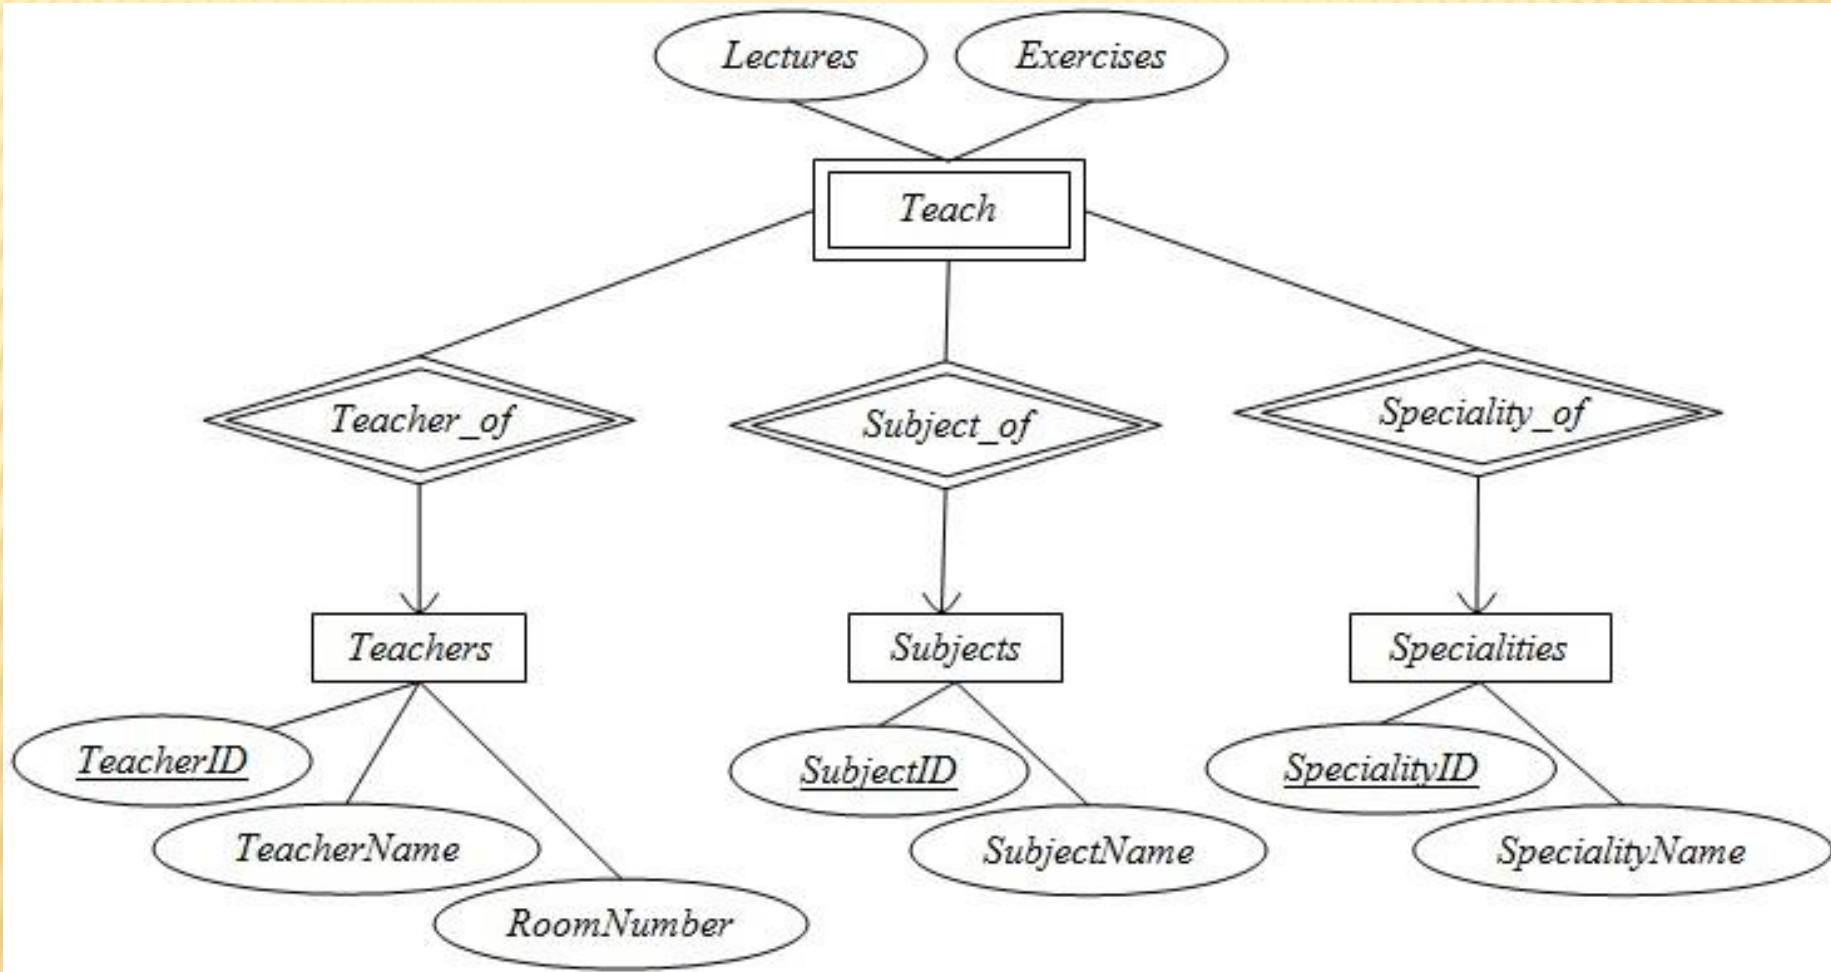 Lectures
Exercises
Teach
Teacher_of
Subject_of
Speciality_of
Teachers
Subjects
Specialities
TeacherID
SubjectID
SpecialityID
TeacherName
SubjectName
SpecialityName
RoomNumber